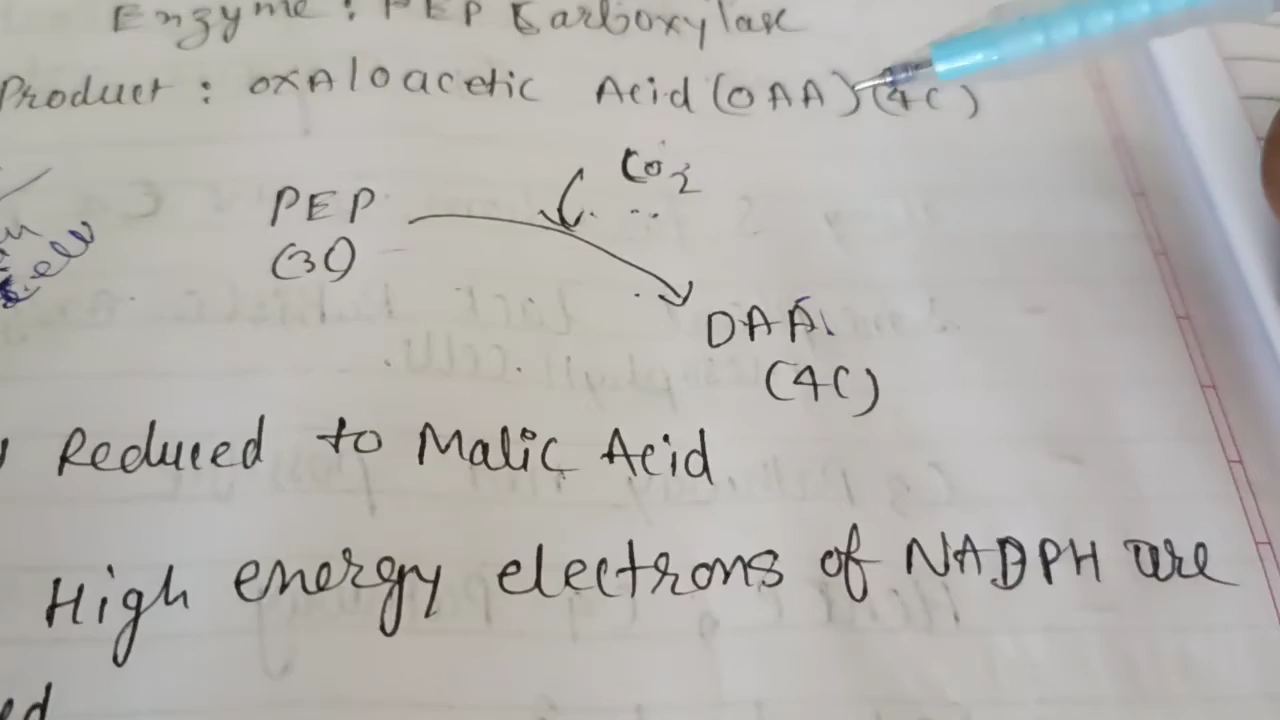 Enzyme : PEP Carboxylase
Product : OXAloacetic Acid (OAA) (4C)
CO2
PEP
(3C)
cell
OAA
(4C)
Reduced to Malic Acid
High energy electrons of NADPH are